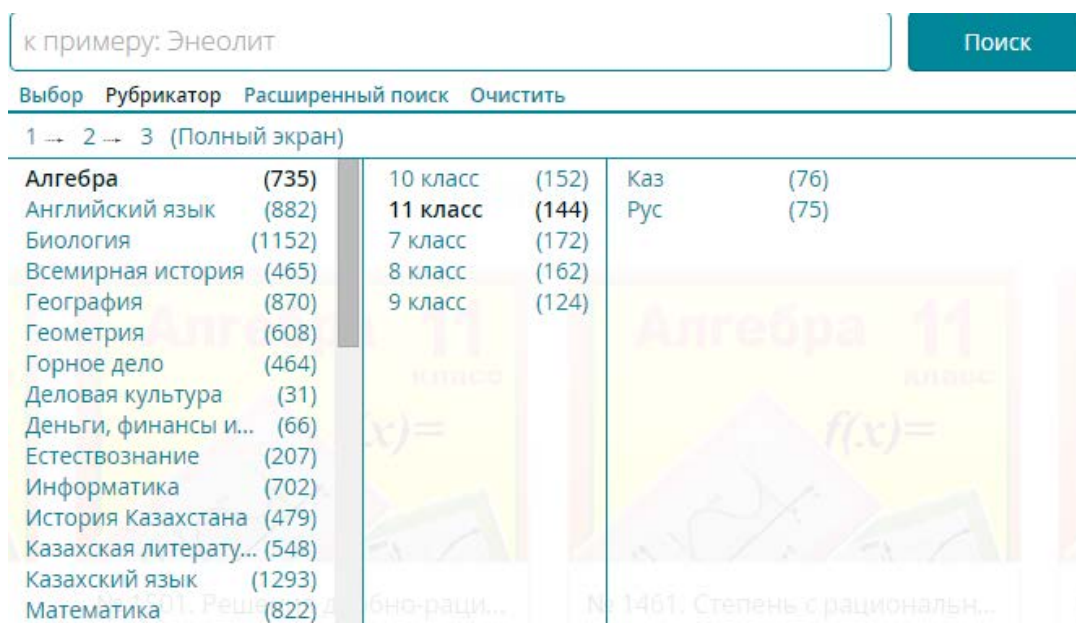 к примеру: Энеолит
Поиск
Выбор Рубрикатор Расширенный поиск Очистить
1 → 2 → 3 (Полный экран)
Алгебра (735)
Английский язык (882)
Биология (1152)
Всемирная история (465)
География (870)
Геометрия (608)
Горное дело (464)
Деловая культура (31)
Деньги, финансы и... (66)
Естествознание (207)
Информатика (702)
История Казахстана (479)
Казахская литерату... (548)
Казахский язык (1293)
Математика (822)
10 класс (152)
11 класс (144)
7 класс (172)
8 класс (162)
9 класс (124)
Каз (76)
Рус (75)
Алгебра 11
класс
x)=
Алгебра 11
класс
f(x)=
№ 1461. Степень с рациональн...